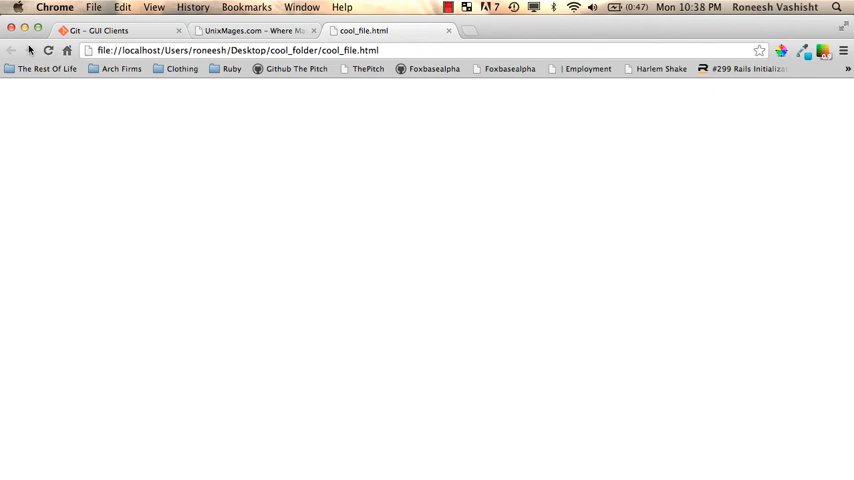 Chrome File Edit View History Bookmarks Window Help 7 (0:47) Mon 10:38 PM Roneesh Vashisht
Git - GUI Clients UnixMages.com - Where Ma cool_file.html
file://localhost/Users/roneesh/Desktop/cool_folder/cool_file.html
The Rest Of Life Arch Firms Clothing Ruby Github The Pitch ThePitch Foxbasealpha Foxbasealpha | Employment Harlem Shake #299 Rails Initializa »